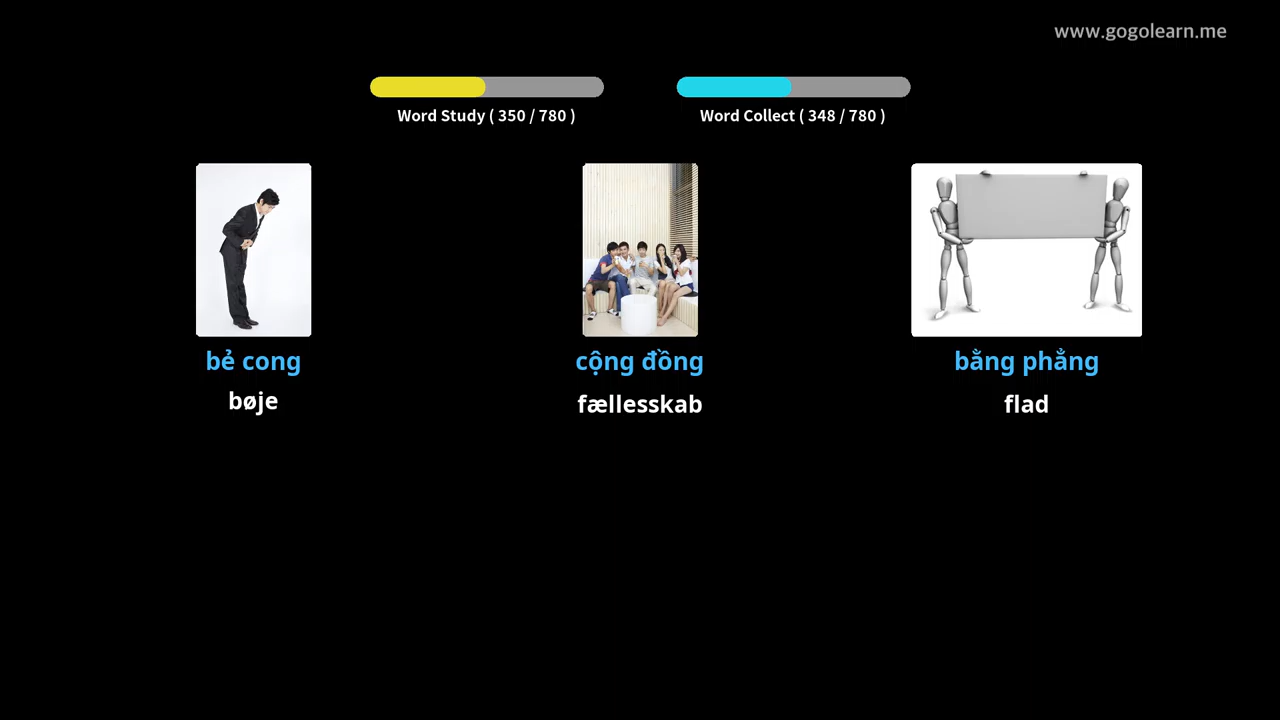 www.gogolearn.me
Word Study ( 350 / 780 )
Word Collect ( 348 / 780 )
bẻ cong
cộng đồng
bằng phẳng
bøje
fællesskab
flad